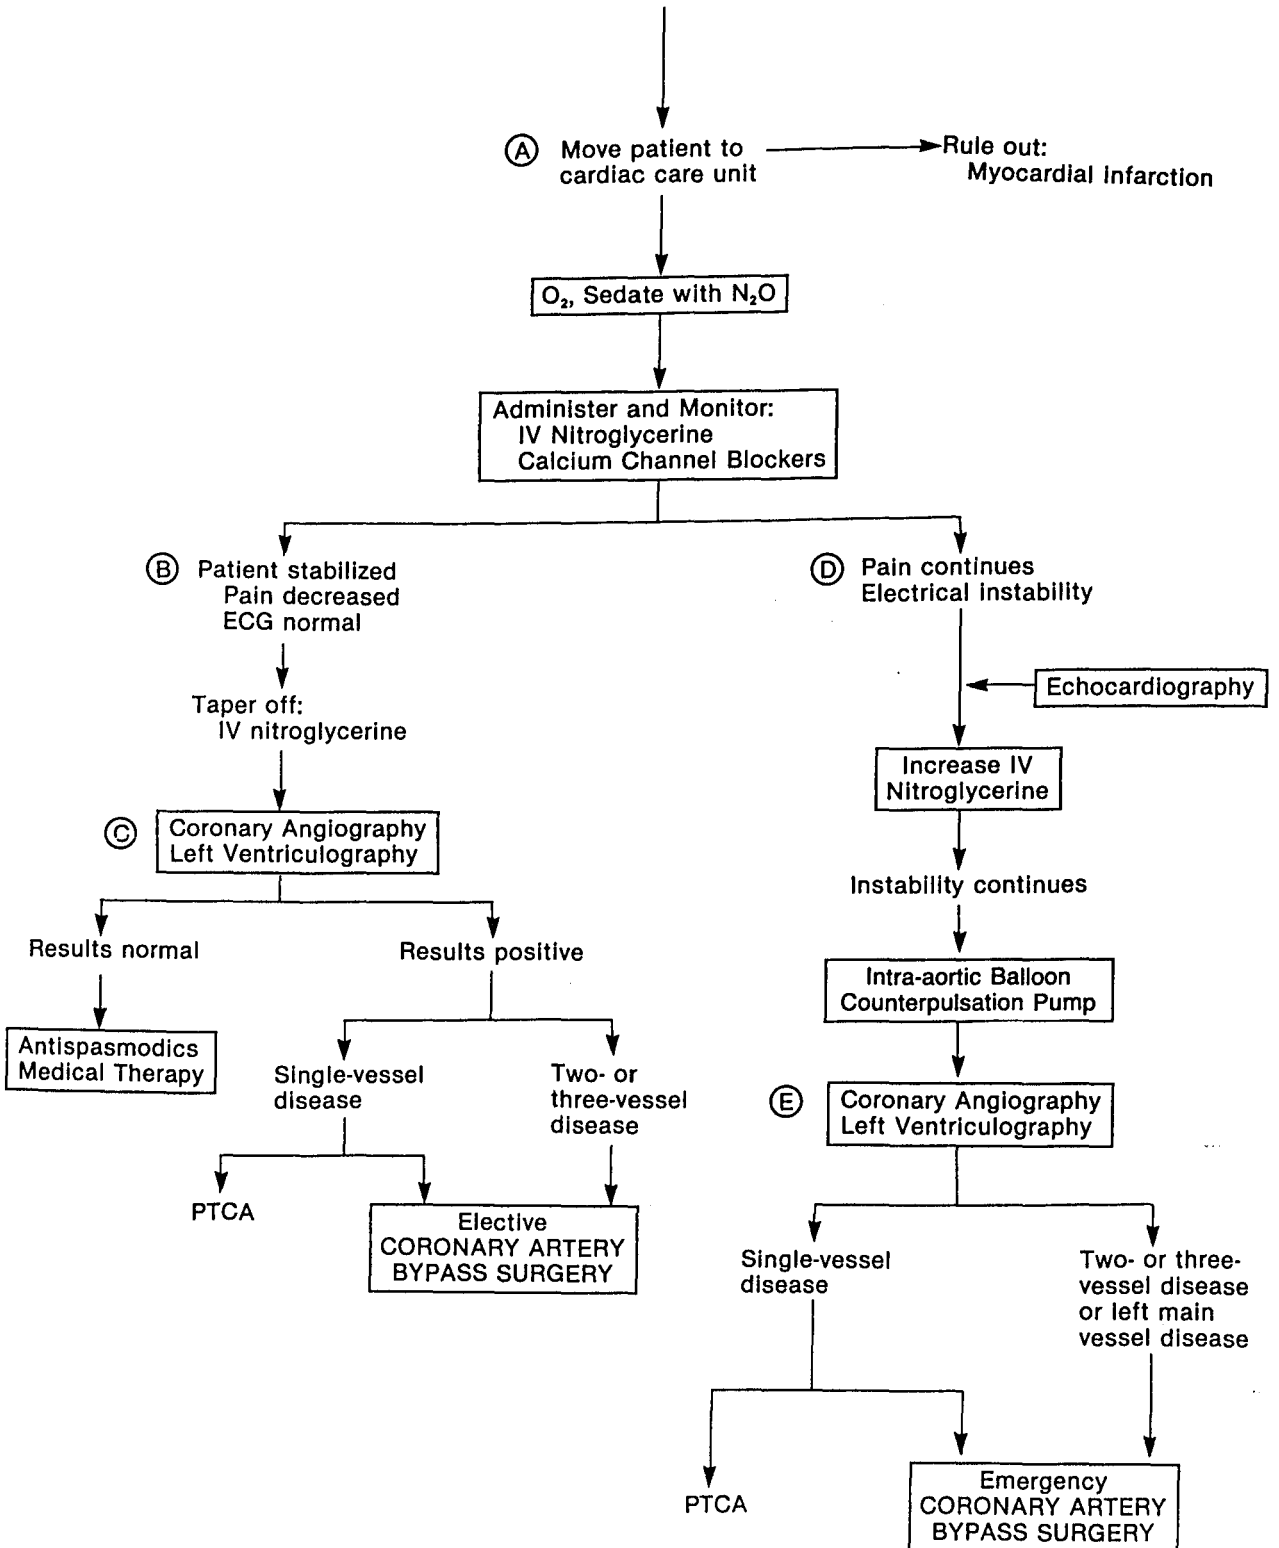 A
Move patient to
cardiac care unit
Rule out:
Myocardial infarction
O₂, Sedate with N₂O
Administer and Monitor:
IV Nitroglycerine
Calcium Channel Blockers
B
Patient stabilized
Pain decreased
ECG normal
D
Pain continues
Electrical instability
Taper off:
IV nitroglycerine
Echocardiography
Increase IV
Nitroglycerine
C
Coronary Angiography
Left Ventriculography
Instability continues
Results normal
Results positive
Intra-aortic Balloon
Counterpulsation Pump
Antispasmodics
Medical Therapy
Single-vessel
disease
Two- or
three-vessel
disease
E
Coronary Angiography
Left Ventriculography
PTCA
Elective
CORONARY ARTERY
BYPASS SURGERY
Single-vessel
disease
Two- or three-
vessel disease
or left main
vessel disease
PTCA
Emergency
CORONARY ARTERY
BYPASS SURGERY